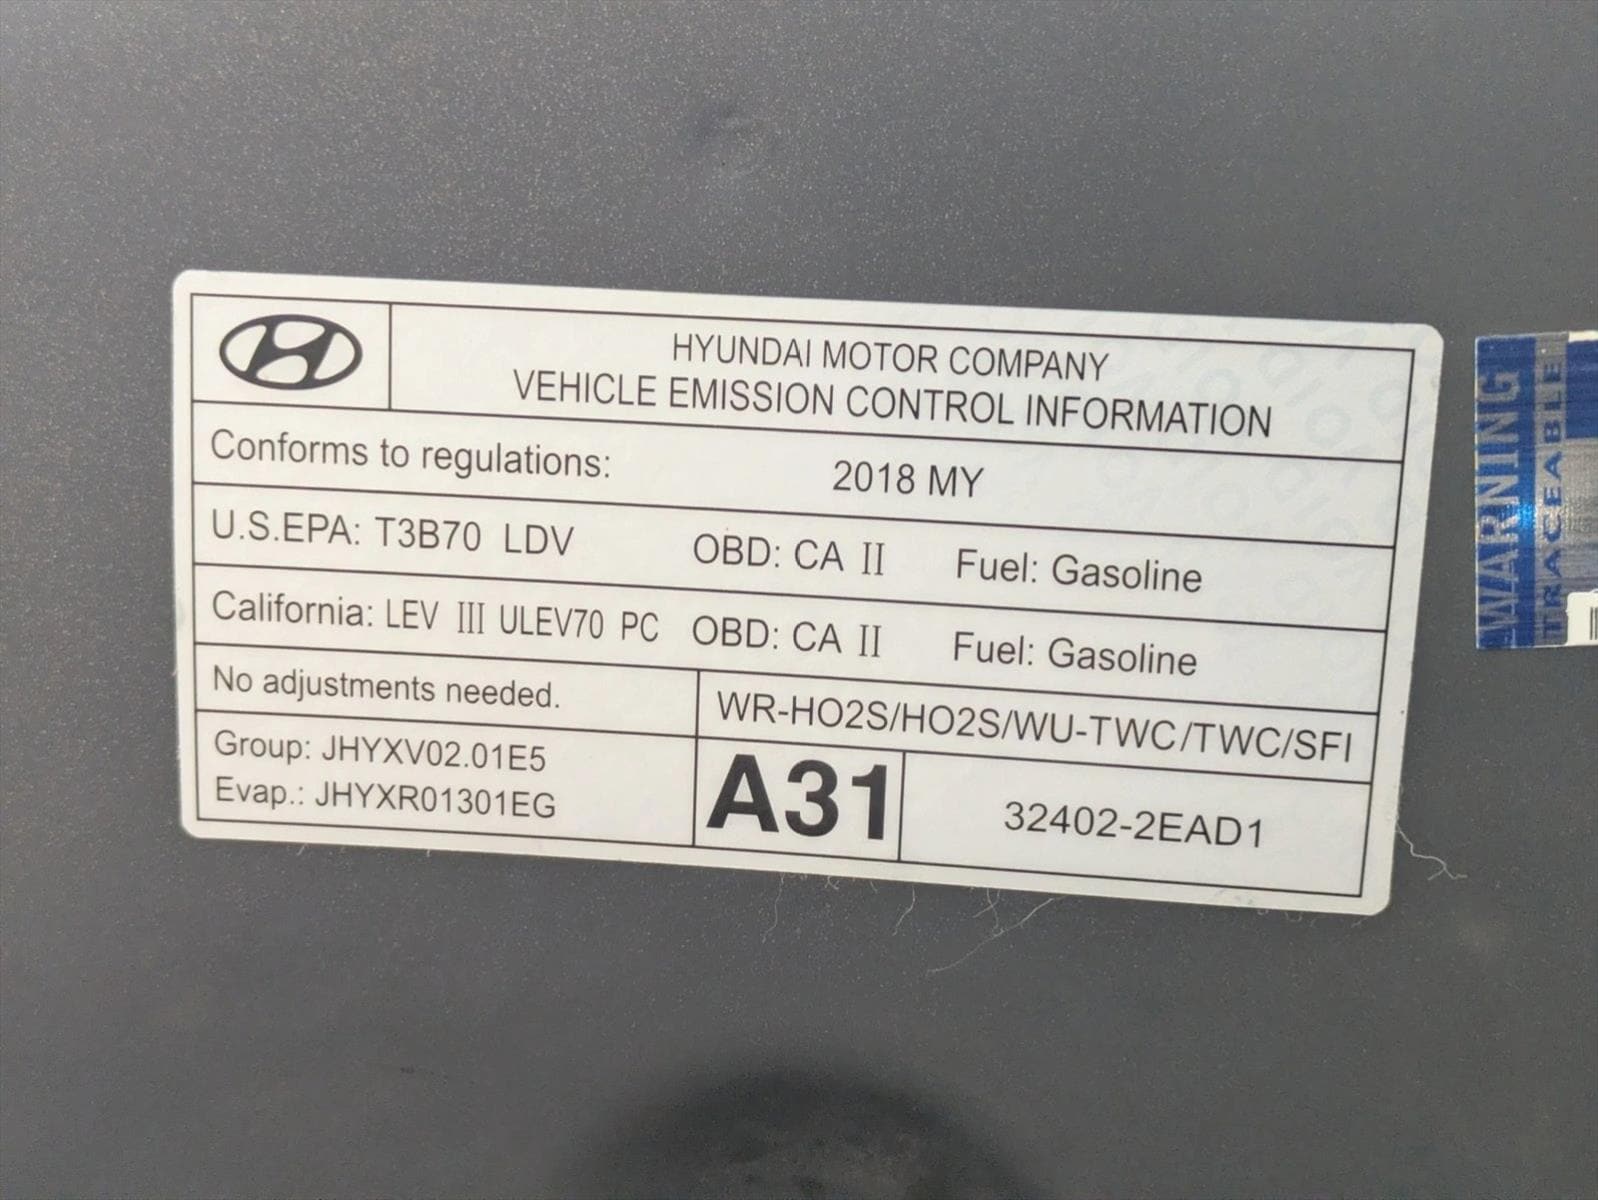 HYUNDAI MOTOR COMPANY
VEHICLE EMISSION CONTROL INFORMATION
Conforms to regulations: 2018 MY
U.S.EPA: T3B70 LDV OBD: CA II Fuel: Gasoline
California: LEV III ULEV70 PC OBD: CA II Fuel: Gasoline
No adjustments needed. WR-HO2S/HO2S/WU-TWC/TWC/SFI
Group: JHYXV02.01E5
Evap.: JHYXR01301EG
A31
32402-2EAD1
WARNING
TRACEABLE